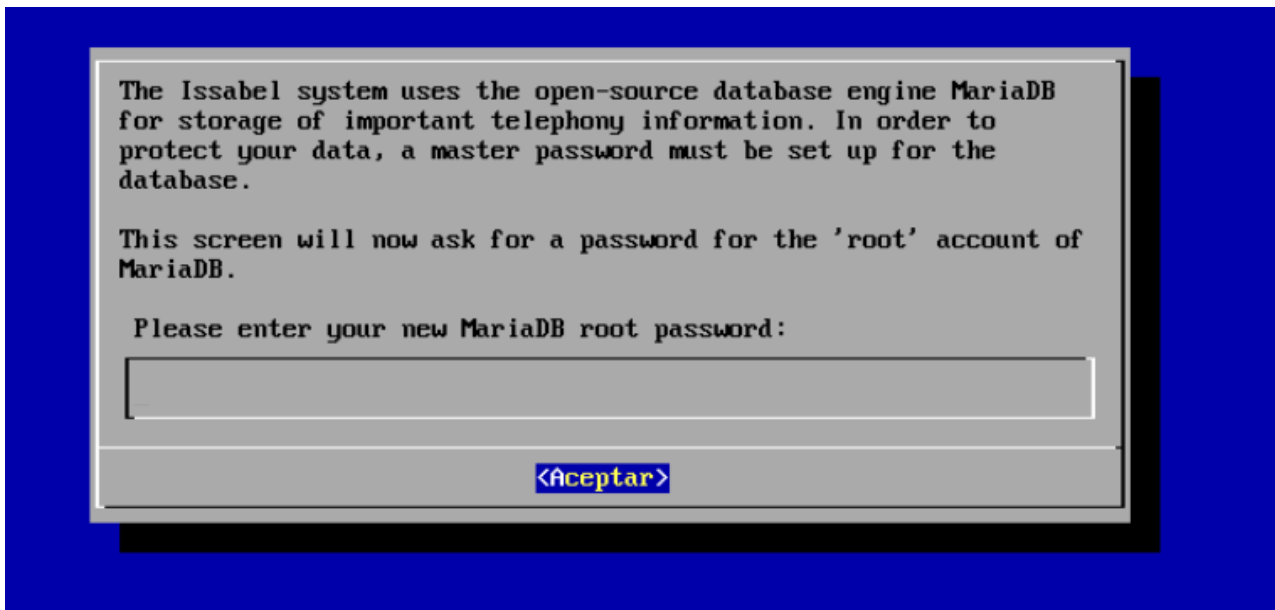 The Issabel system uses the open-source database engine MariaDB
for storage of important telephony information. In order to
protect your data, a master password must be set up for the
database.
This screen will now ask for a password for the 'root' account of
MariaDB.
Please enter your new MariaDB root password:
<Aceptar>